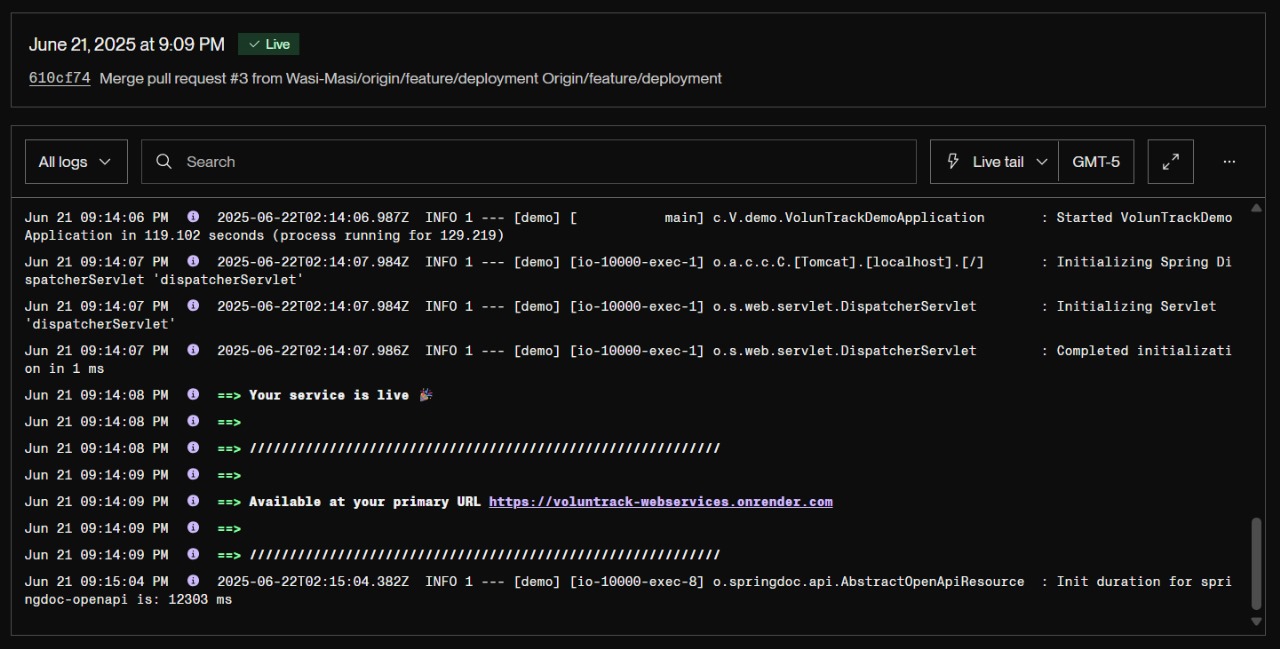 June 21, 2025 at 9:09 PM Live
610cf74 Merge pull request #3 from Wasi-Masi/origin/feature/deployment Origin/feature/deployment
All logs Search Live tail GMT-5 ...
Jun 21 09:14:06 PM 2025-06-22T02:14:06.987Z INFO 1 --- [demo] [ main] c.V.demo.VolunTrackDemoApplication : Started VolunTrackDemo
Application in 119.102 seconds (process running for 129.219)
Jun 21 09:14:07 PM 2025-06-22T02:14:07.984Z INFO 1 --- [demo] [io-10000-exec-1] o.a.c.c.C.[Tomcat].[localhost].[/] : Initializing Spring Di
spatcherServlet 'dispatcherServlet'
Jun 21 09:14:07 PM 2025-06-22T02:14:07.984Z INFO 1 --- [demo] [io-10000-exec-1] o.s.web.servlet.DispatcherServlet : Initializing Servlet
'dispatcherServlet'
Jun 21 09:14:07 PM 2025-06-22T02:14:07.986Z INFO 1 --- [demo] [io-10000-exec-1] o.s.web.servlet.DispatcherServlet : Completed initializati
on in 1 ms
Jun 21 09:14:08 PM ==> Your service is live 🎉
Jun 21 09:14:08 PM ==>
Jun 21 09:14:08 PM ==> ///////////////////////////////////////////////////////////
Jun 21 09:14:09 PM ==>
Jun 21 09:14:09 PM ==> Available at your primary URL https://voluntrack-webservices.onrender.com
Jun 21 09:14:09 PM ==>
Jun 21 09:14:09 PM ==> ///////////////////////////////////////////////////////////
Jun 21 09:15:04 PM 2025-06-22T02:15:04.382Z INFO 1 --- [demo] [io-10000-exec-8] o.springdoc.api.AbstractOpenApiResource : Init duration for spri
ngdoc-openapi is: 12303 ms